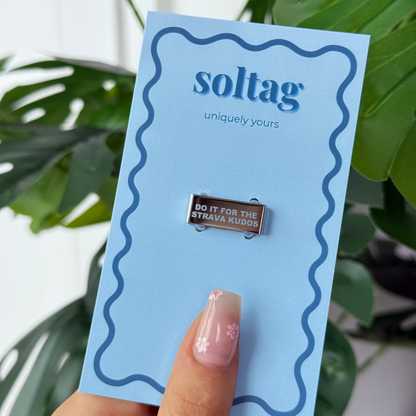 soltag
uniquely yours
DO IT FOR THE
STRAVA KUDOS